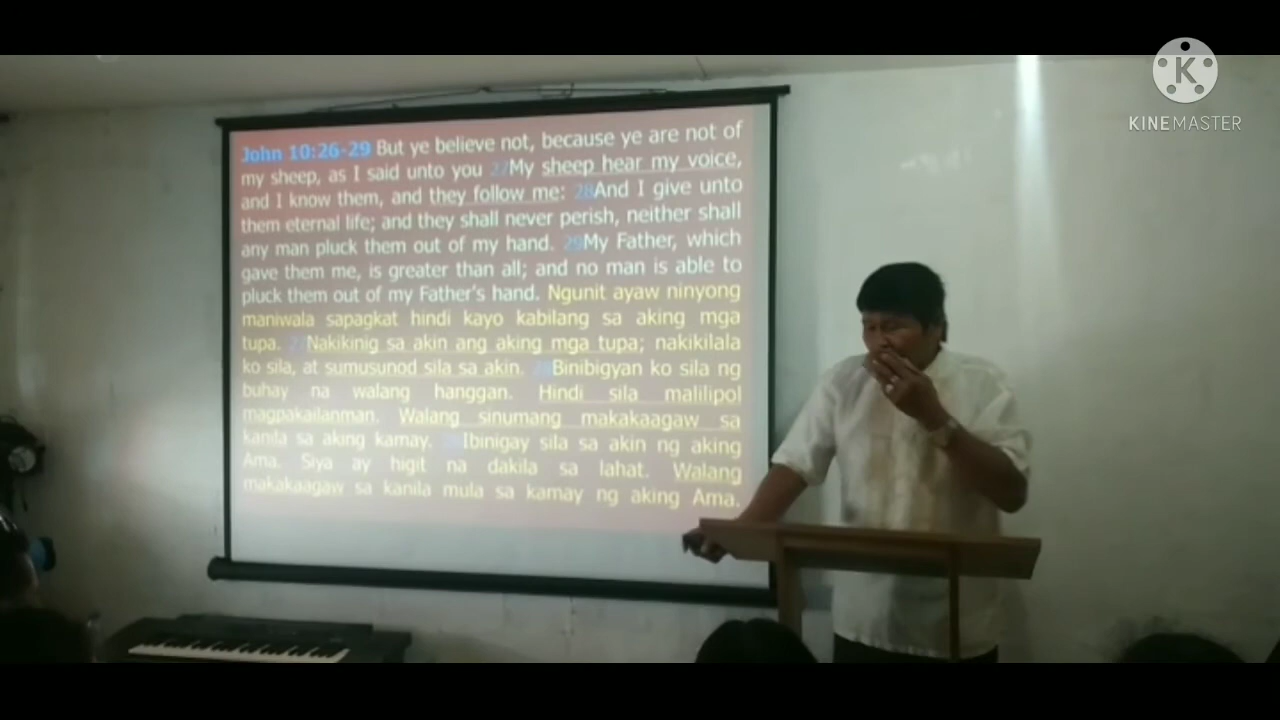 John 10:26-29 But ye believe not, because ye are not of
my sheep, as I said unto you 27My sheep hear my voice,
and I know them, and they follow me: 28And I give unto
them eternal life; and they shall never perish, neither shall
any man pluck them out of my hand. 29My Father, which
gave them me, is greater than all; and no man is able to
pluck them out of my Father's hand. Ngunit ayaw ninyong
maniwala sapagkat hindi kayo kabilang sa aking mga
tupa. 27Nakikinig sa akin ang aking mga tupa; nakikilala
ko sila, at sumusunod sila sa akin. 28Binibigyan ko sila ng
buhay na walang hanggan. Hindi sila malilipol
magpakailanman. Walang sinumang makakaagaw sa
kanila sa aking kamay. Ibinigay sila sa akin ng aking
Ama. Siya ay higit na dakila sa lahat. Walang
makakaagaw sa kanila mula sa kamay ng aking Ama.
K
KINEMASTER